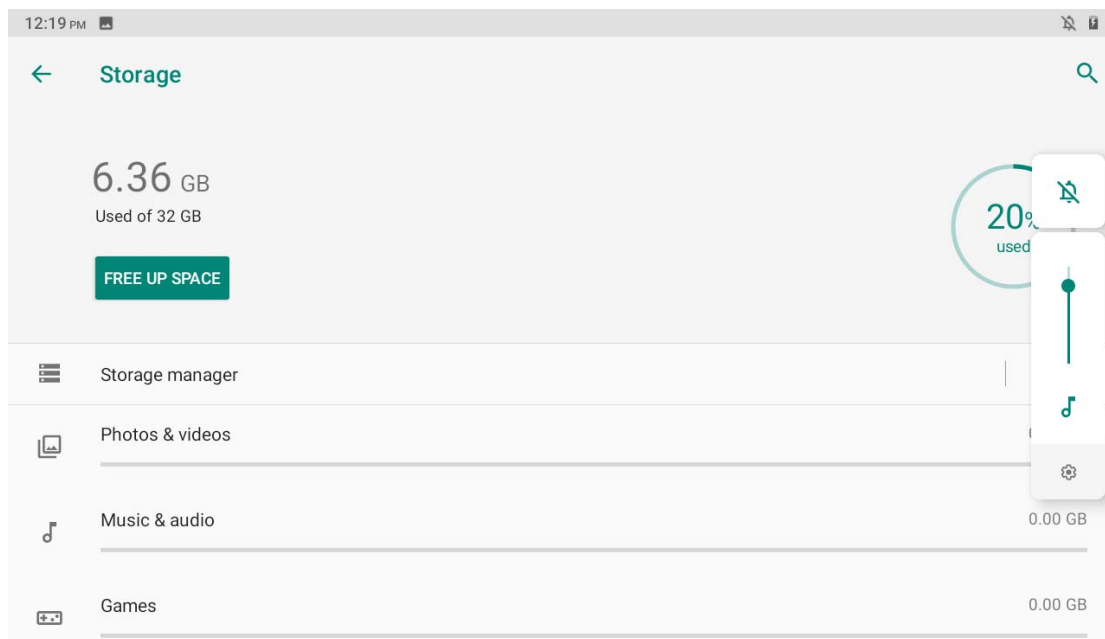 12:19 PM
Storage
6.36 GB
Used of 32 GB
20%
used
FREE UP SPACE
Storage manager
Photos & videos
Music & audio
0.00 GB
Games
0.00 GB